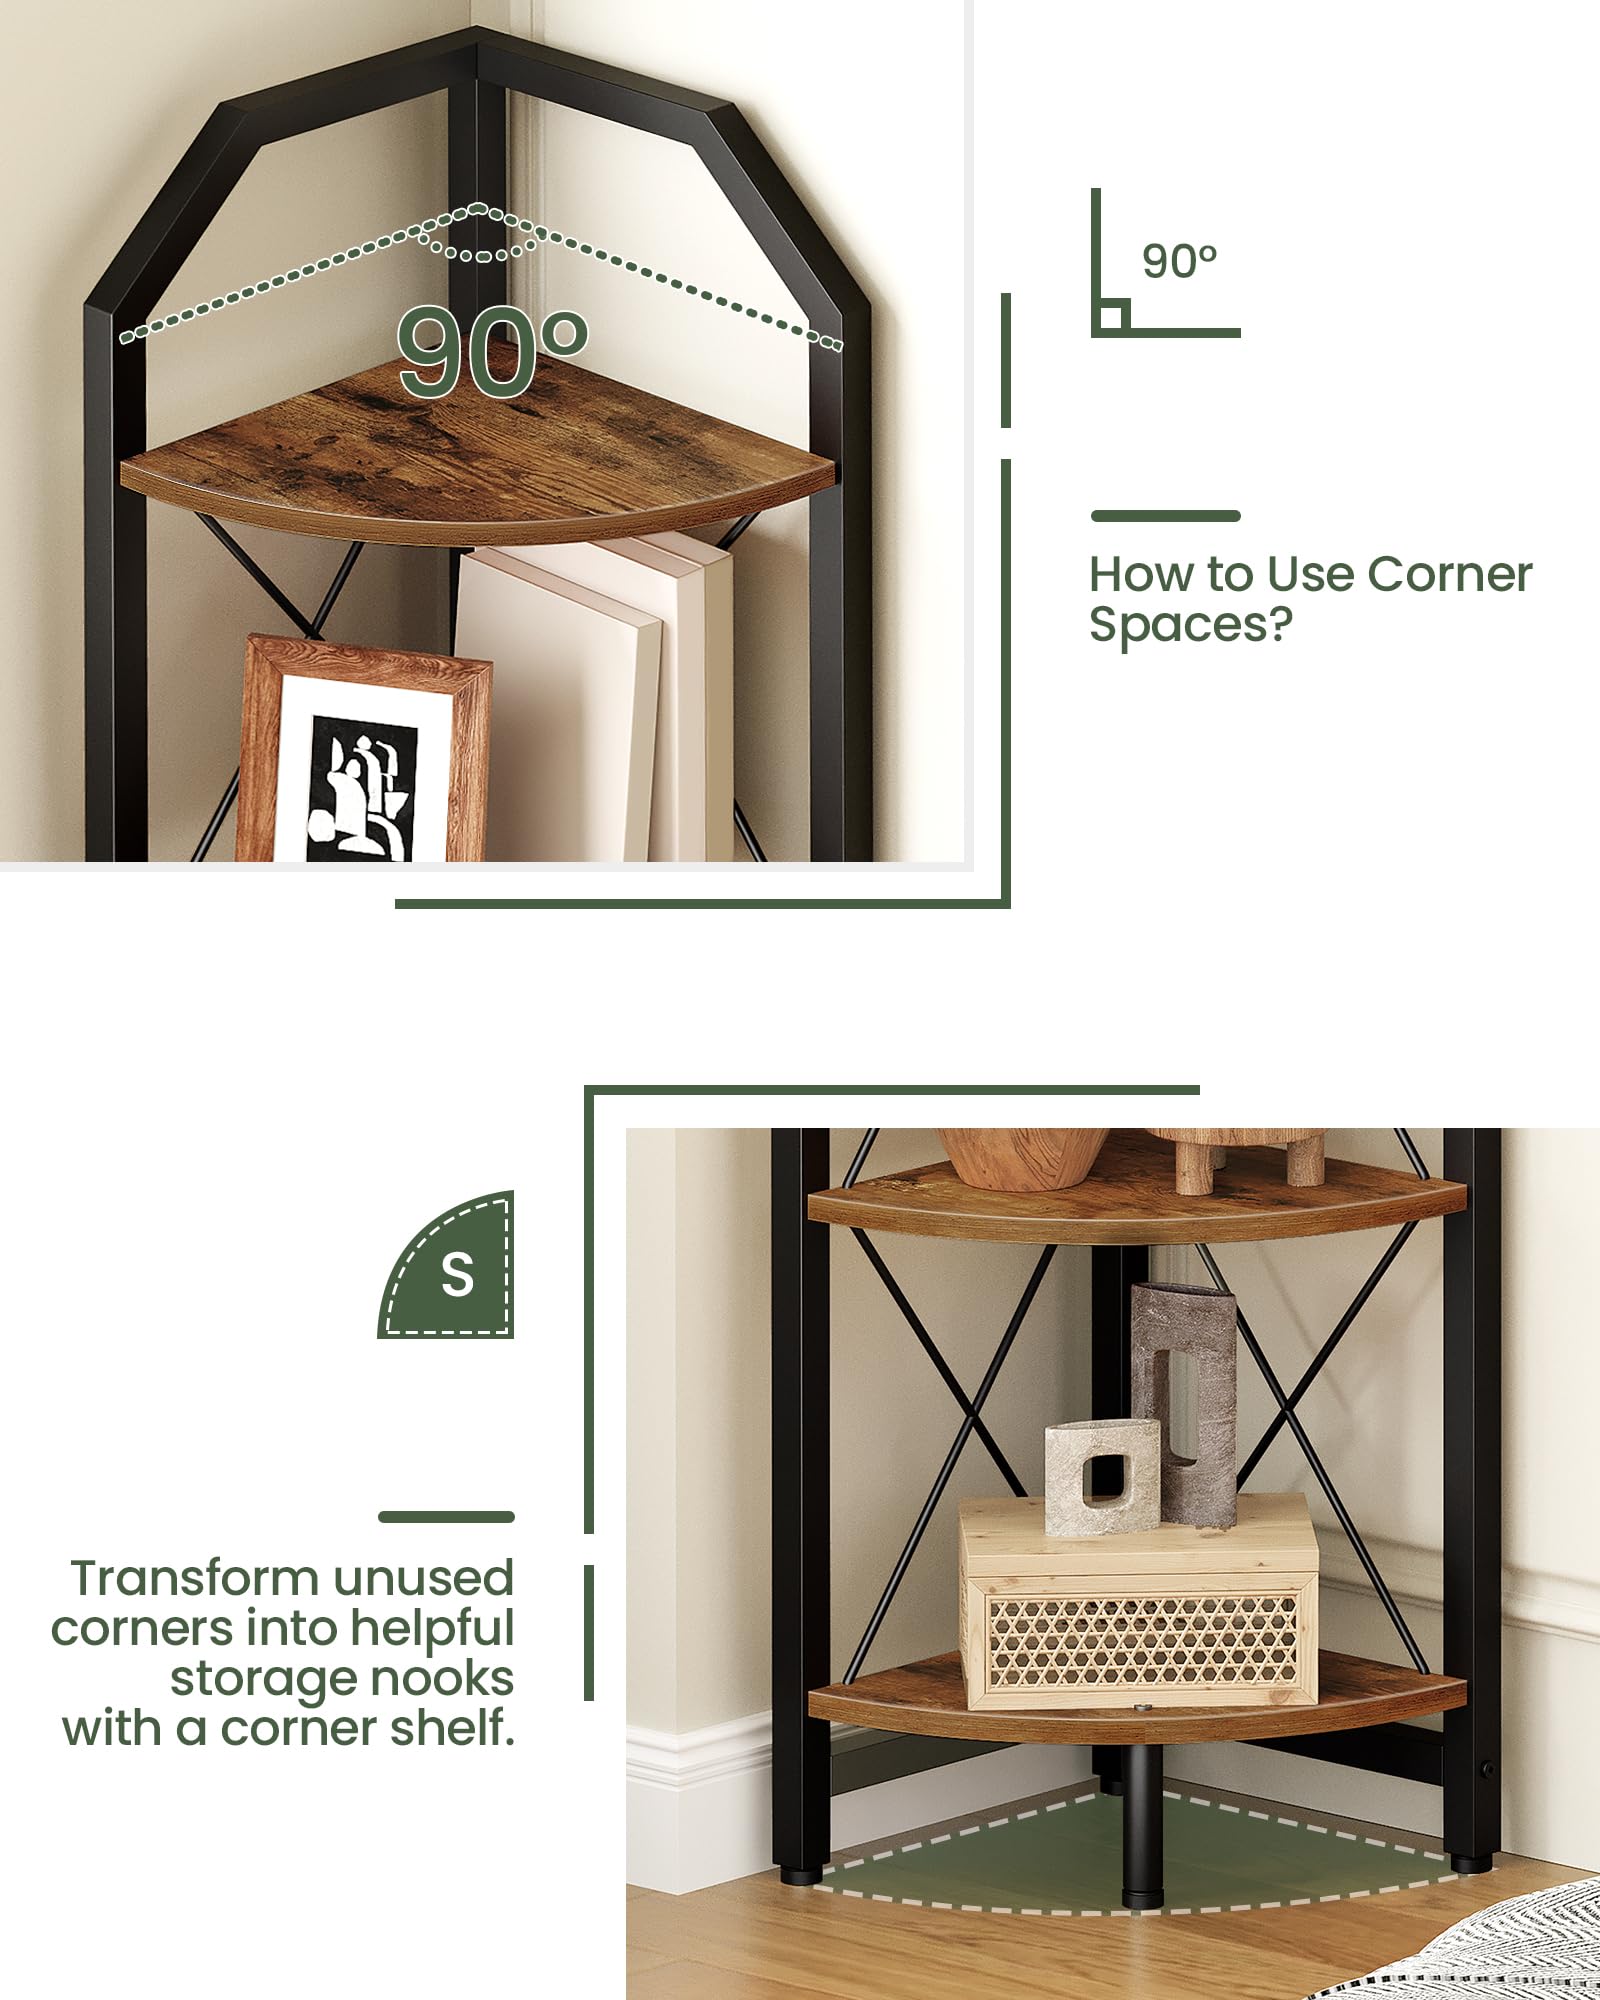 90°
90°
How to Use Corner
Spaces?
S
Transform unused
corners into helpful
storage nooks
with a corner shelf.